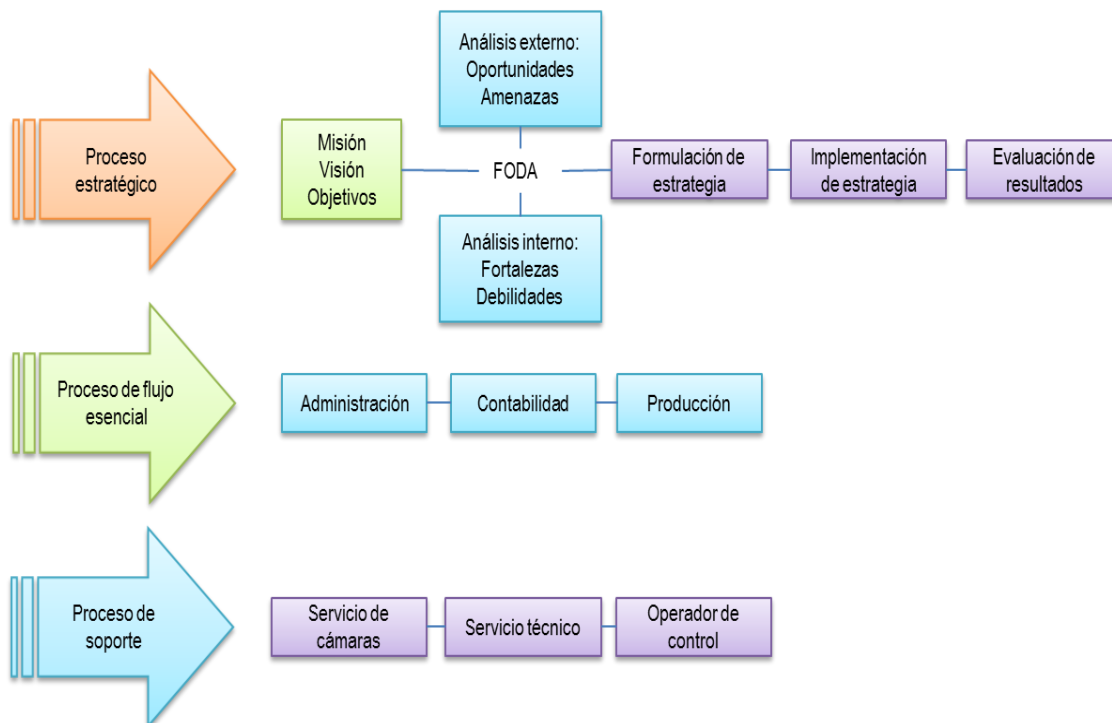 Proceso
estratégico
Misión
Visión
Objetivos
Análisis externo:
Oportunidades
Amenazas
FODA
Análisis interno:
Fortalezas
Debilidades
Formulación de
estrategia
Implementación
de estrategia
Evaluación de
resultados
Proceso de flujo
esencial
Administración
Contabilidad
Producción
Proceso de
soporte
Servicio de
cámaras
Servicio técnico
Operador de
control